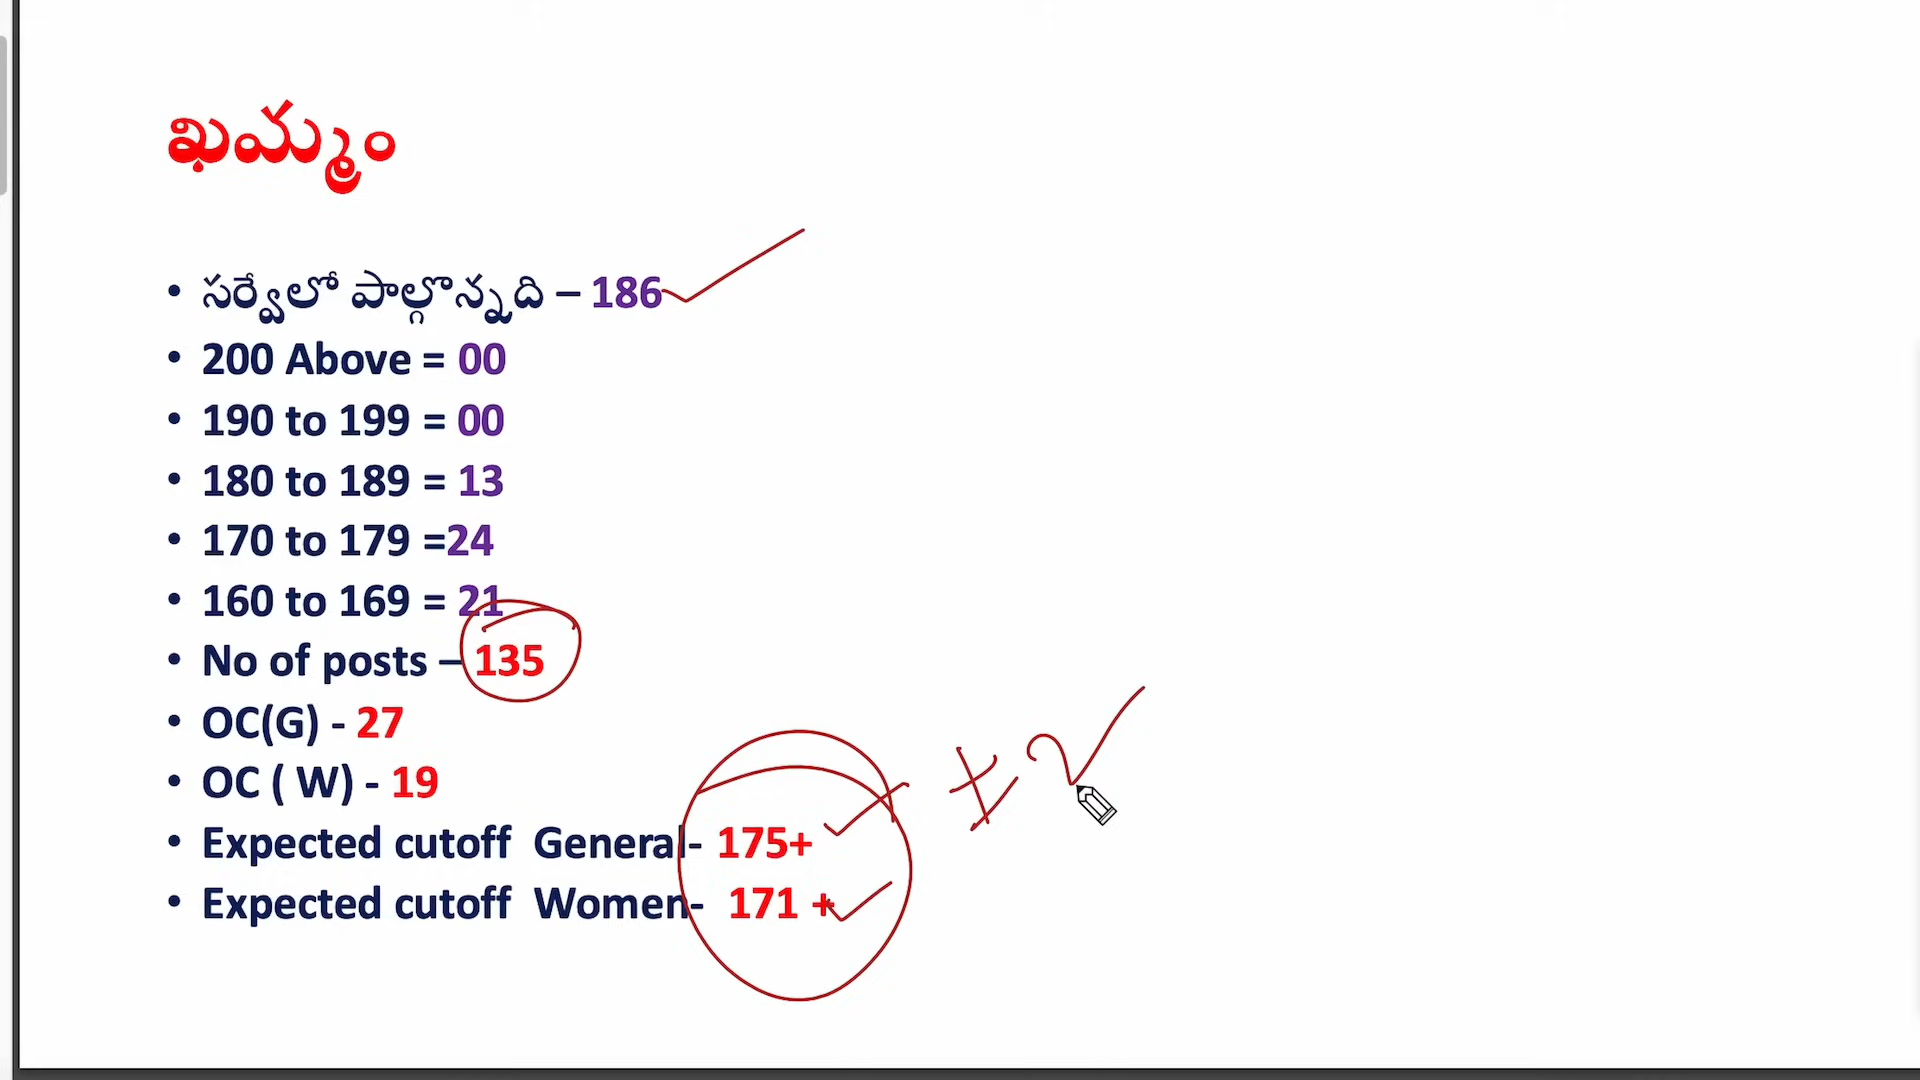 ఖమ్మం
• సర్వేలో పాల్గొన్నది – 186
• 200 Above = 00
• 190 to 199 = 00
• 180 to 189 = 13
• 170 to 179 =24
• 160 to 169 = 21
• No of posts – 135
• OC(G) - 27
• OC ( W) - 19
• Expected cutoff General- 175+
± 2
• Expected cutoff Women- 171 +